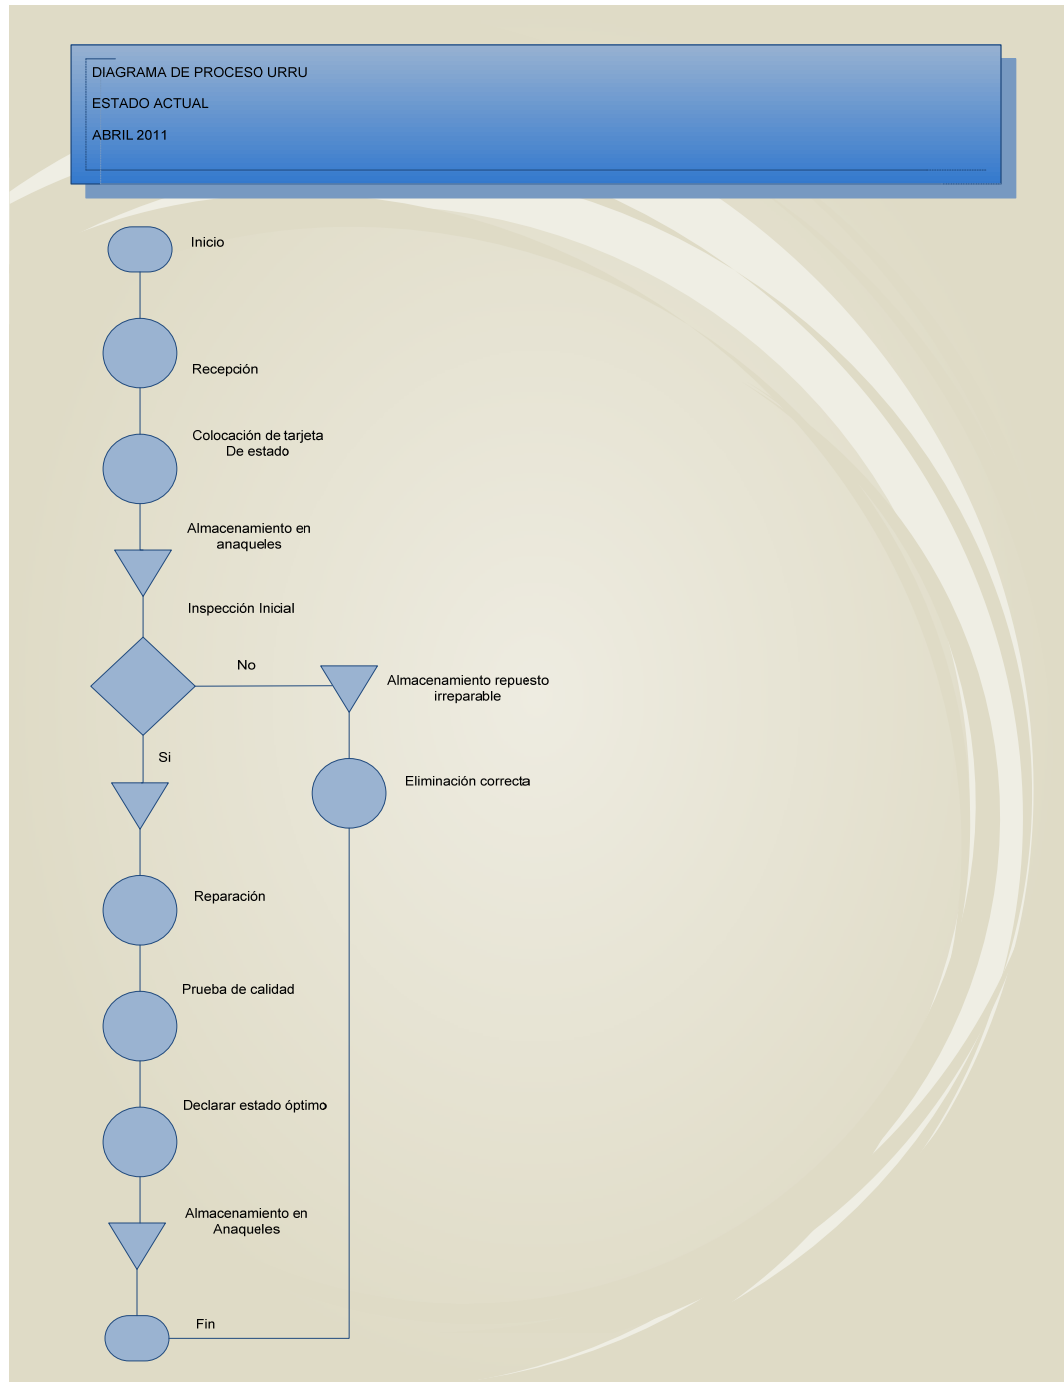 DIAGRAMA DE PROCESO URRU
ESTADO ACTUAL
ABRIL 2011
Inicio
Recepción
Colocación de tarjeta
De estado
Almacenamiento en
anaqueles
Inspección Inicial
No
Almacenamiento repuesto
irreparable
Si
Eliminación correcta
Reparación
Prueba de calidad
Declarar estado óptimo
Almacenamiento en
Anaqueles
Fin